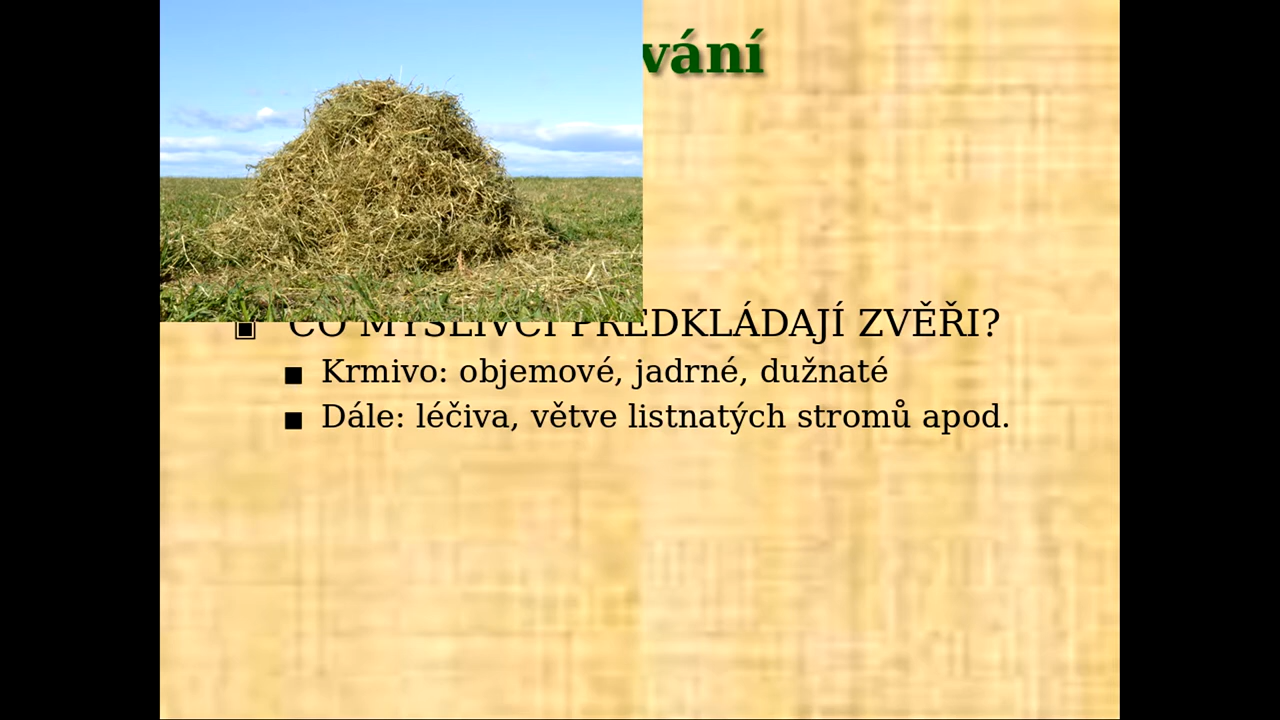 vání
CO MYSLIVCI PŘEDKLÁDAJÍ ZVĚŘI?
Krmivo: objemové, jadrné, dužnaté
Dále: léčiva, větve listnatých stromů apod.